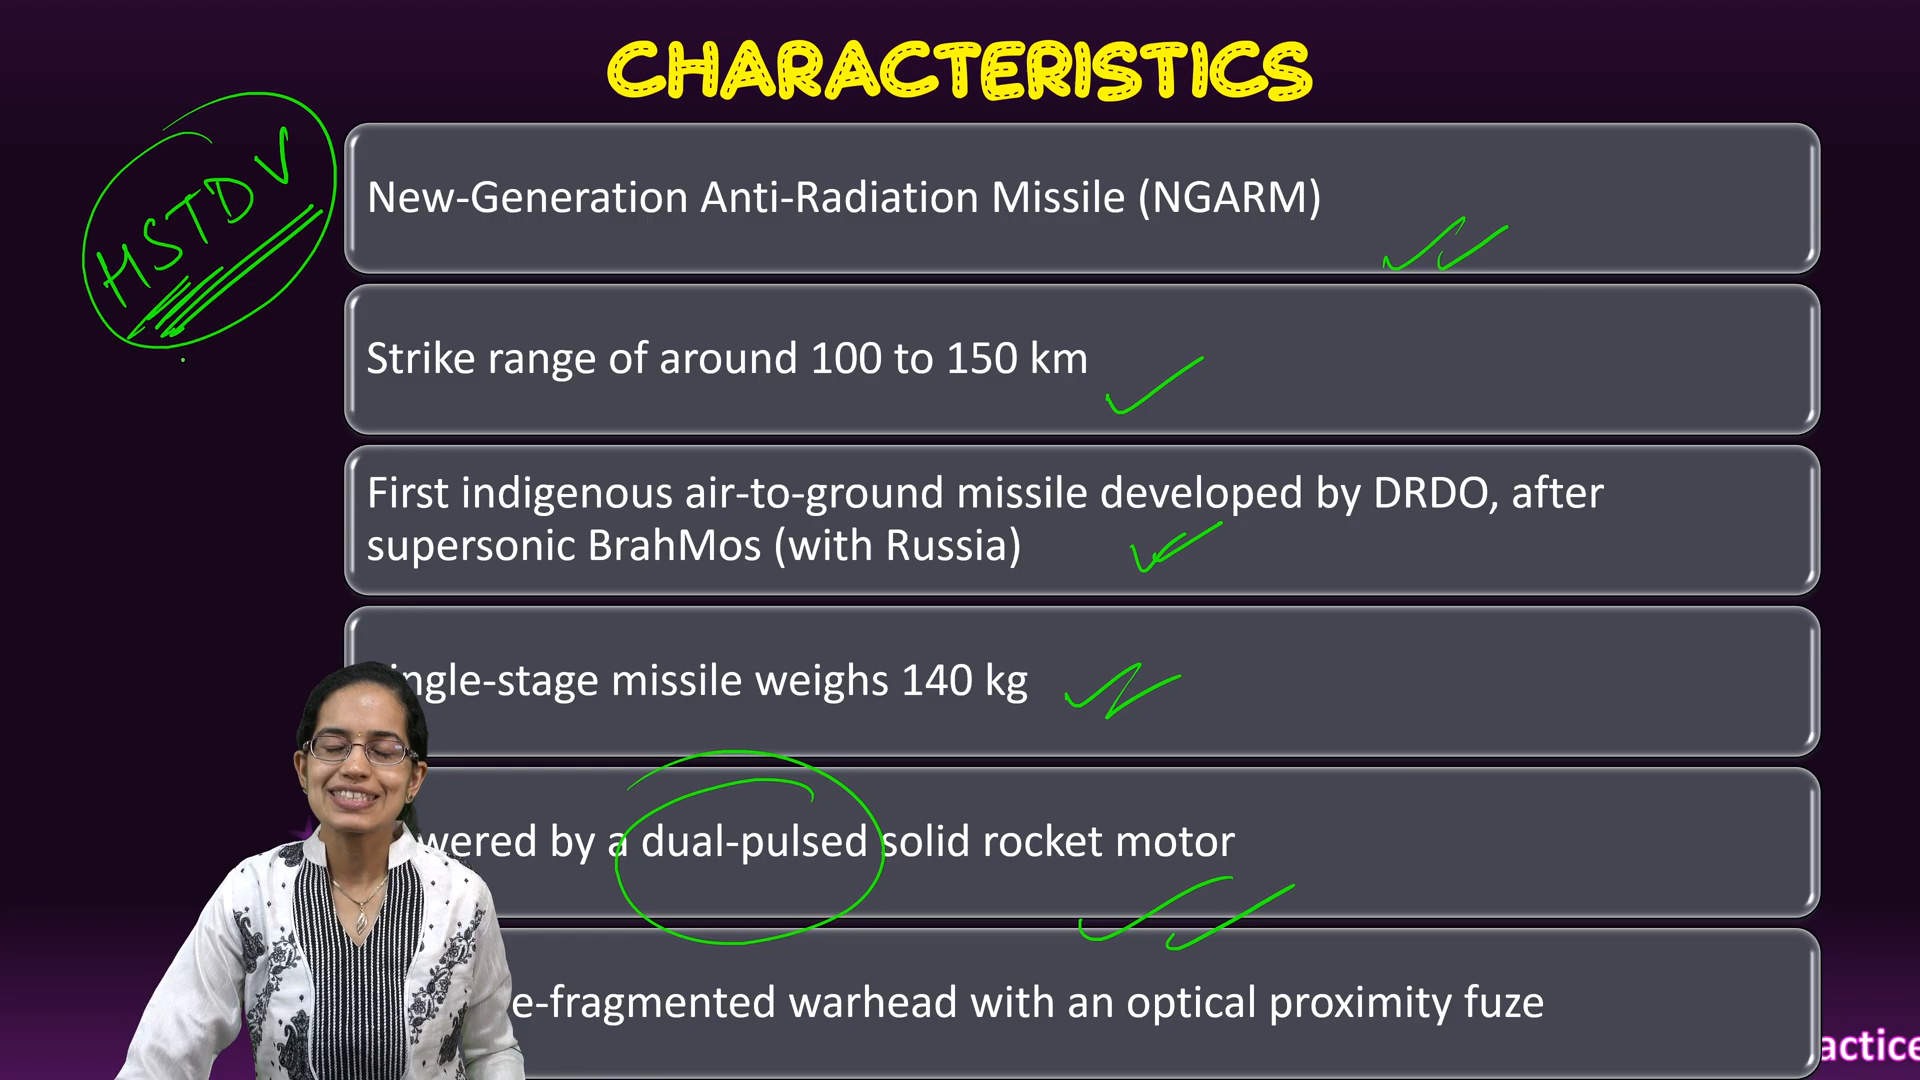 CHARACTERISTICS
HSTDV
New-Generation Anti-Radiation Missile (NGARM)
Strike range of around 100 to 150 km
First indigenous air-to-ground missile developed by DRDO, after
supersonic BrahMos (with Russia)
ngle-stage missile weighs 140 kg
wered by a dual-pulsed solid rocket motor
e-fragmented warhead with an optical proximity fuze
actice